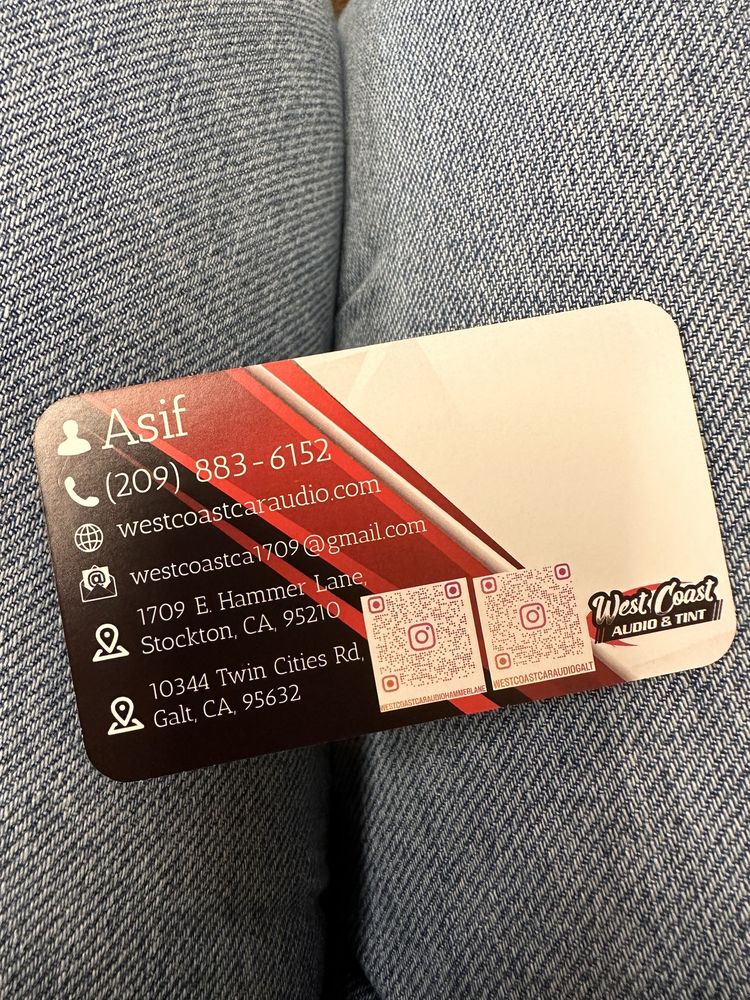 Asif
(209) 883-6152
westcoastcaraudio.com
westcoastca1709@gmail.com
1709 E. Hammer Lane,
Stockton, CA, 95210
10344 Twin Cities Rd,
Galt, CA, 95632
WESTCOASTCARAUDIOHAMMERLANE
WESTCOASTCARAUDIOGALT
West Coast
AUDIO & TINT